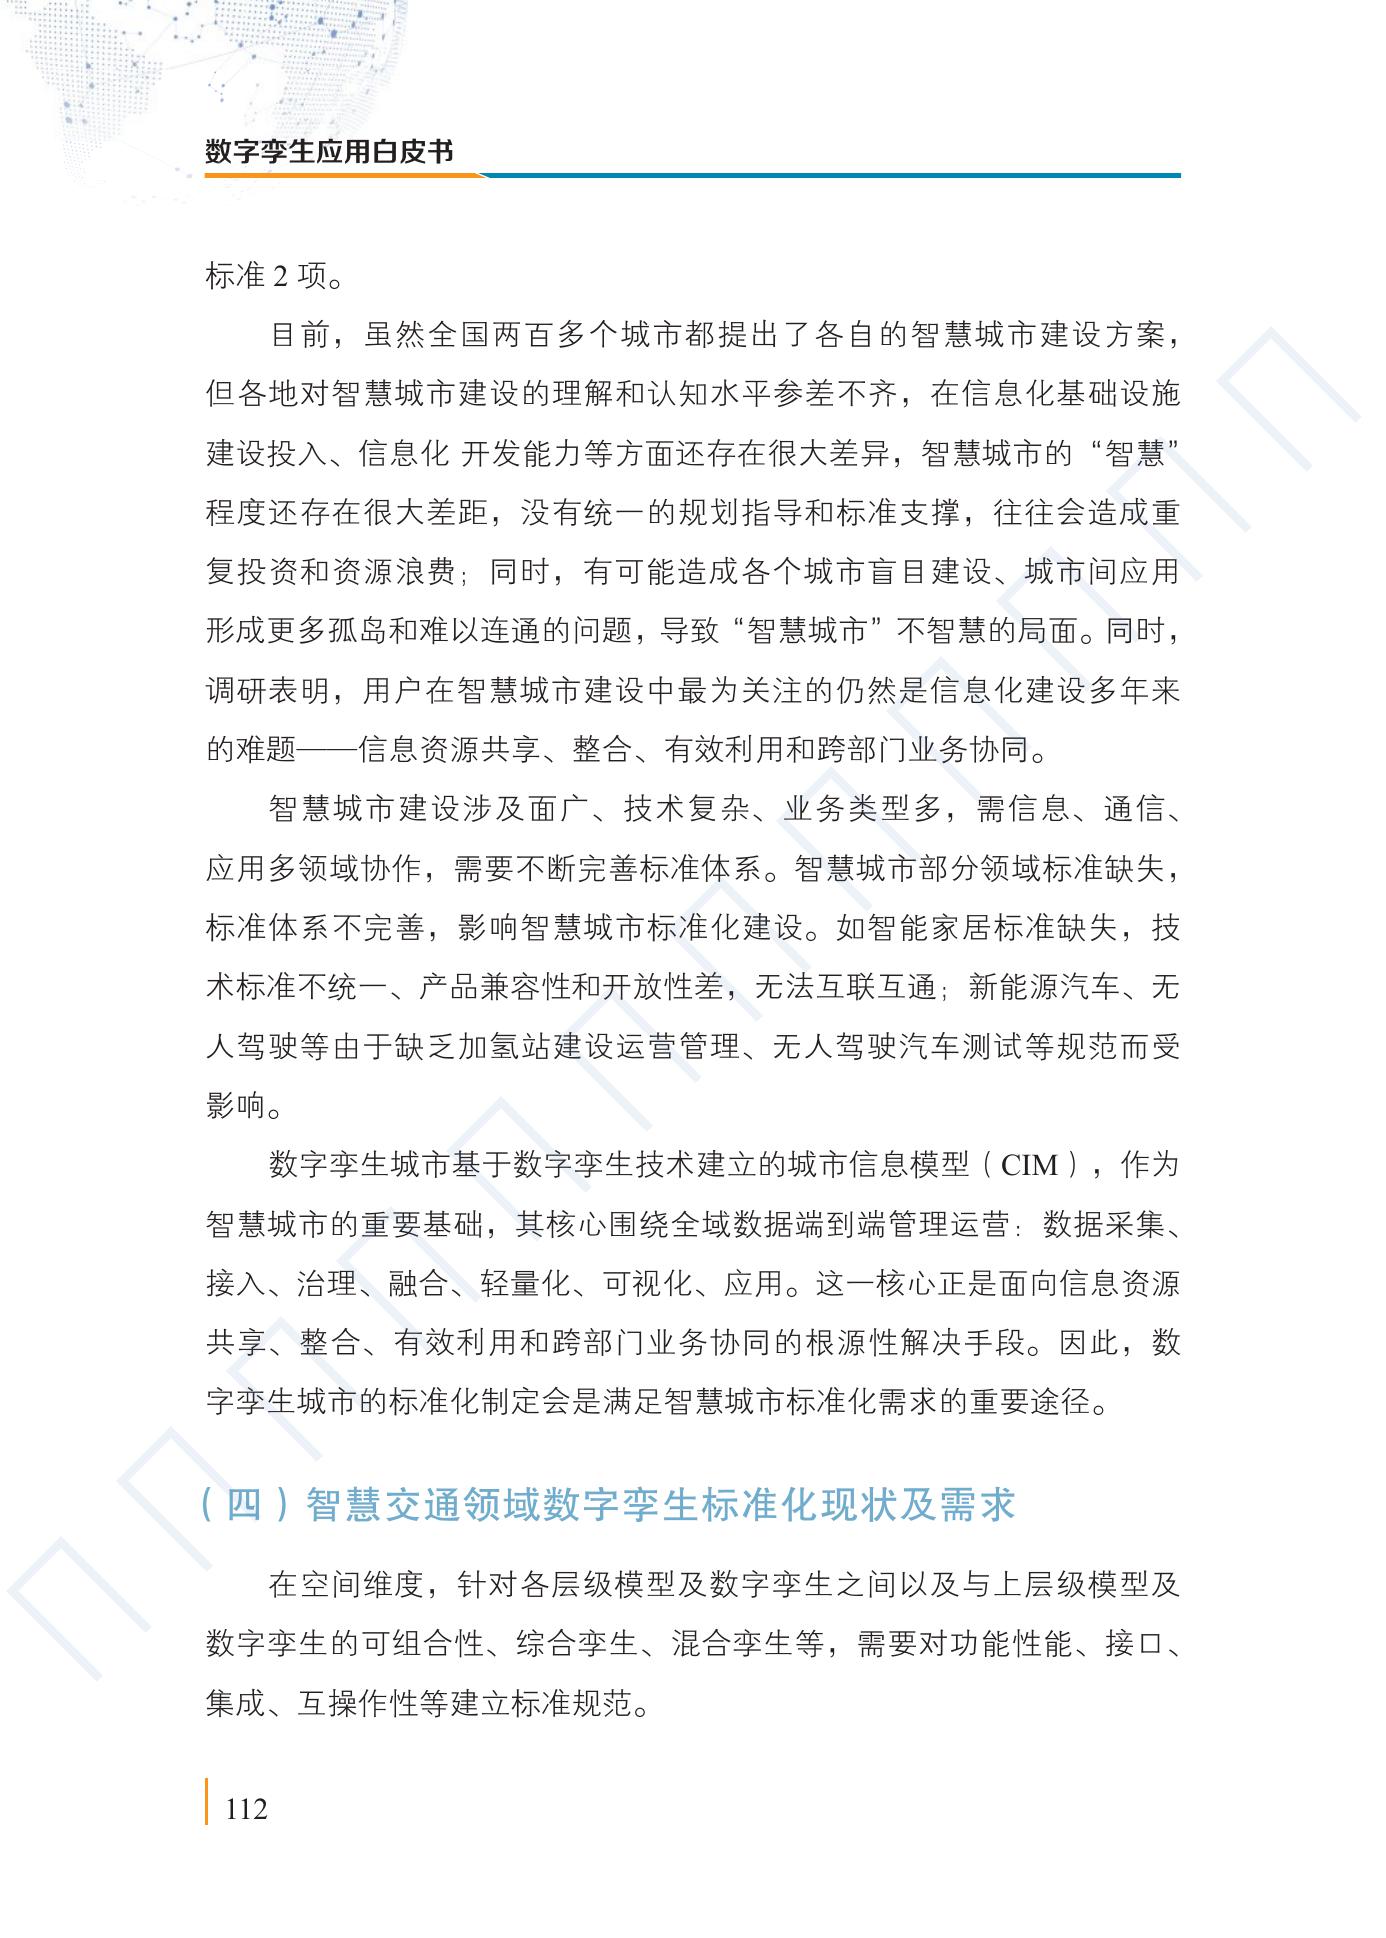 数字孪生应用白皮书
标准 2 项。
目前，虽然全国两百多个城市都提出了各自的智慧城市建设方案，
但各地对智慧城市建设的理解和认知水平参差不齐，在信息化基础设施
建设投入、信息化 开发能力等方面还存在很大差异，智慧城市的“智慧”
程度还存在很大差距，没有统一的规划指导和标准支撑，往往会造成重
复投资和资源浪费；同时，有可能造成各个城市盲目建设、城市间应用
形成更多孤岛和难以连通的问题，导致“智慧城市”不智慧的局面。同时，
调研表明，用户在智慧城市建设中最为关注的仍然是信息化建设多年来
的难题——信息资源共享、整合、有效利用和跨部门业务协同。
智慧城市建设涉及面广、技术复杂、业务类型多，需信息、通信、
应用多领域协作，需要不断完善标准体系。智慧城市部分领域标准缺失，
标准体系不完善，影响智慧城市标准化建设。如智能家居标准缺失，技
术标准不统一、产品兼容性和开放性差，无法互联互通；新能源汽车、无
人驾驶等由于缺乏加氢站建设运营管理、无人驾驶汽车测试等规范而受
影响。
数字孪生城市基于数字孪生技术建立的城市信息模型（CIM），作为
智慧城市的重要基础，其核心围绕全域数据端到端管理运营：数据采集、
接入、治理、融合、轻量化、可视化、应用。这一核心正是面向信息资源
共享、整合、有效利用和跨部门业务协同的根源性解决手段。因此，数
字孪生城市的标准化制定会是满足智慧城市标准化需求的重要途径。
（四）智慧交通领域数字孪生标准化现状及需求
在空间维度，针对各层级模型及数字孪生之间以及与上层级模型及
数字孪生的可组合性、综合孪生、混合孪生等，需要对功能性能、接口、
集成、互操作性等建立标准规范。
112